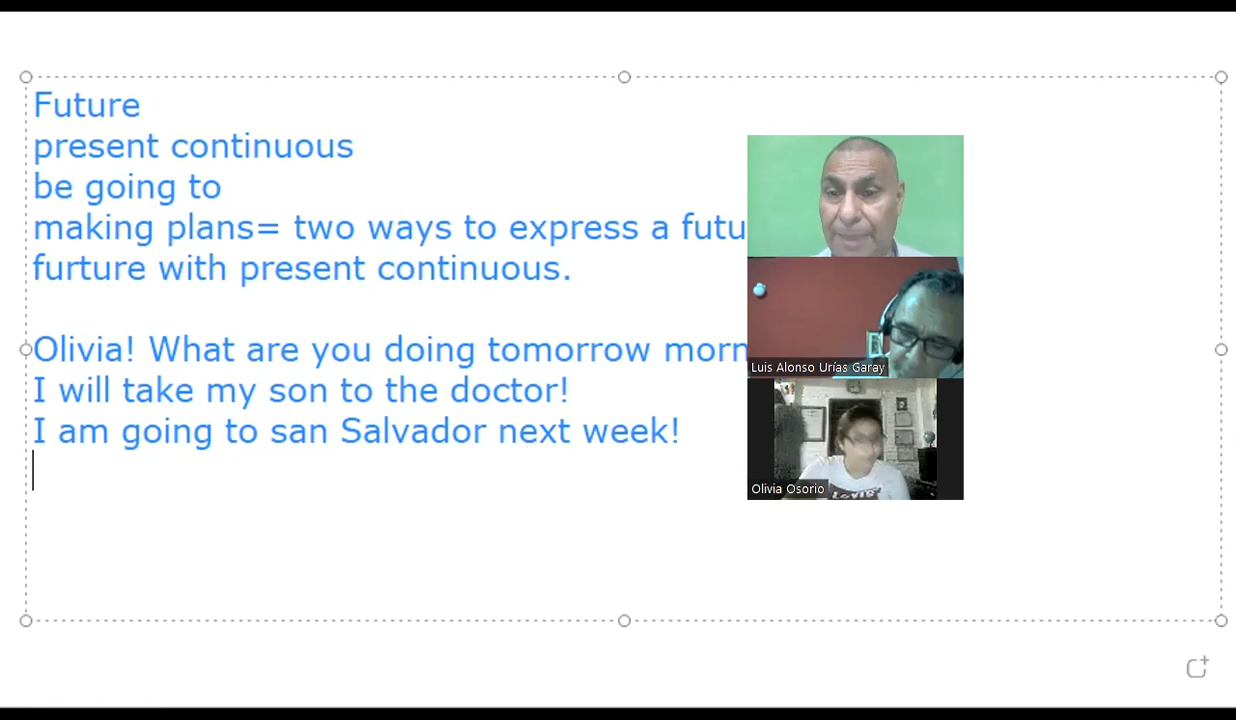 Future
present continuous
be going to
making plans= two ways to express a
furture with present continuous.
Olivia! What are you doing tomorrow
I will take my son to the doctor!
I am going to san Salvador next week!
Luis Alonso Urías Garay
Olivia Osorio